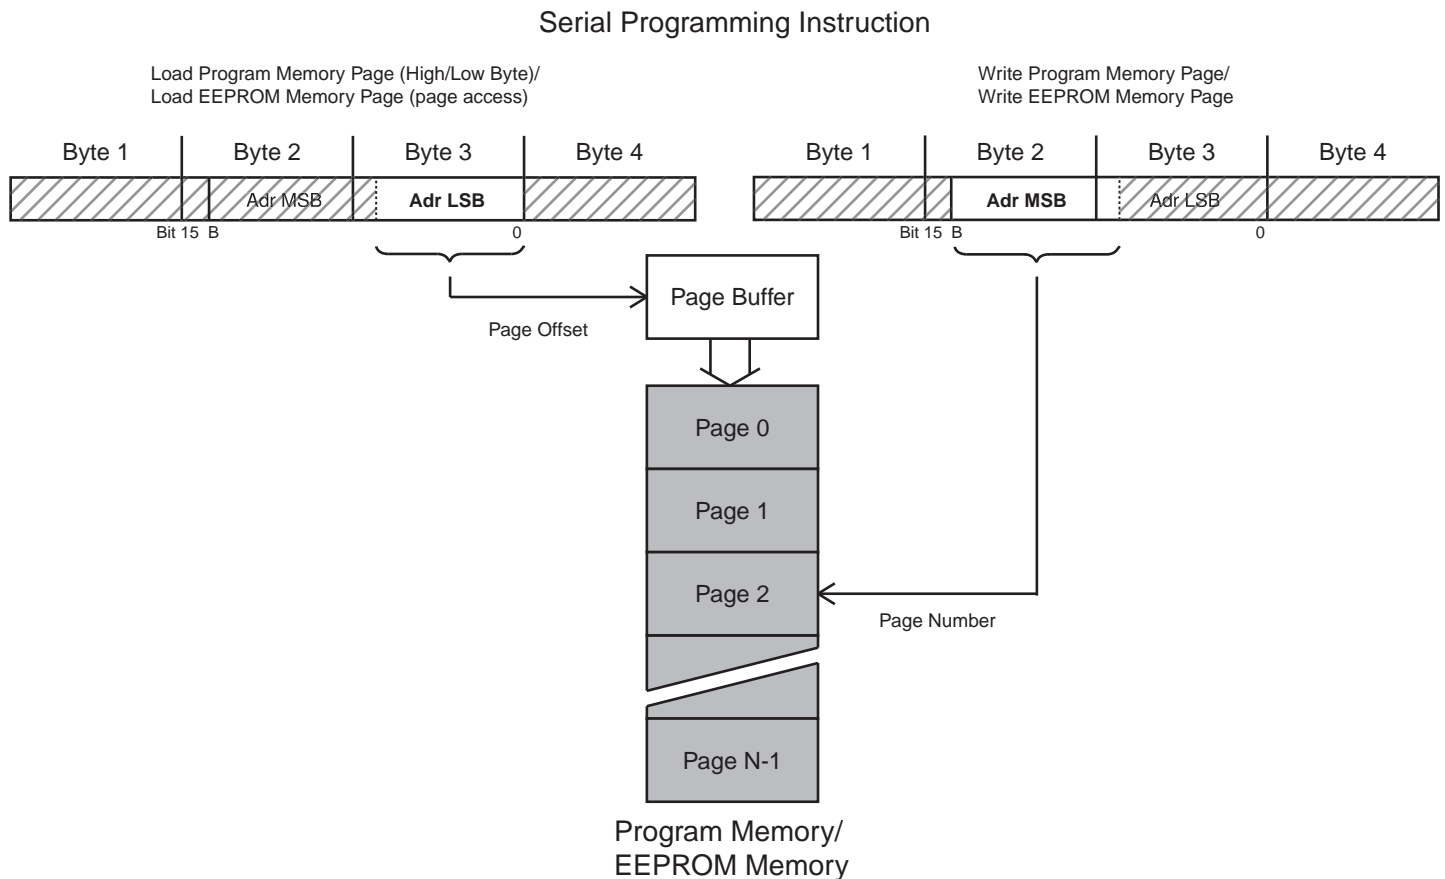 Serial Programming Instruction
Load Program Memory Page (High/Low Byte)/
Load EEPROM Memory Page (page access)
Write Program Memory Page/
Write EEPROM Memory Page
Byte 1 Byte 2 Byte 3 Byte 4
Byte 1 Byte 2 Byte 3 Byte 4
Adr MSB Adr LSB
Adr MSB Adr LSB
Bit 15 B 0
Bit 15 B 0
Page Buffer
Page Offset
Page 0
Page 1
Page 2
Page Number
Page N-1
Program Memory/
EEPROM Memory